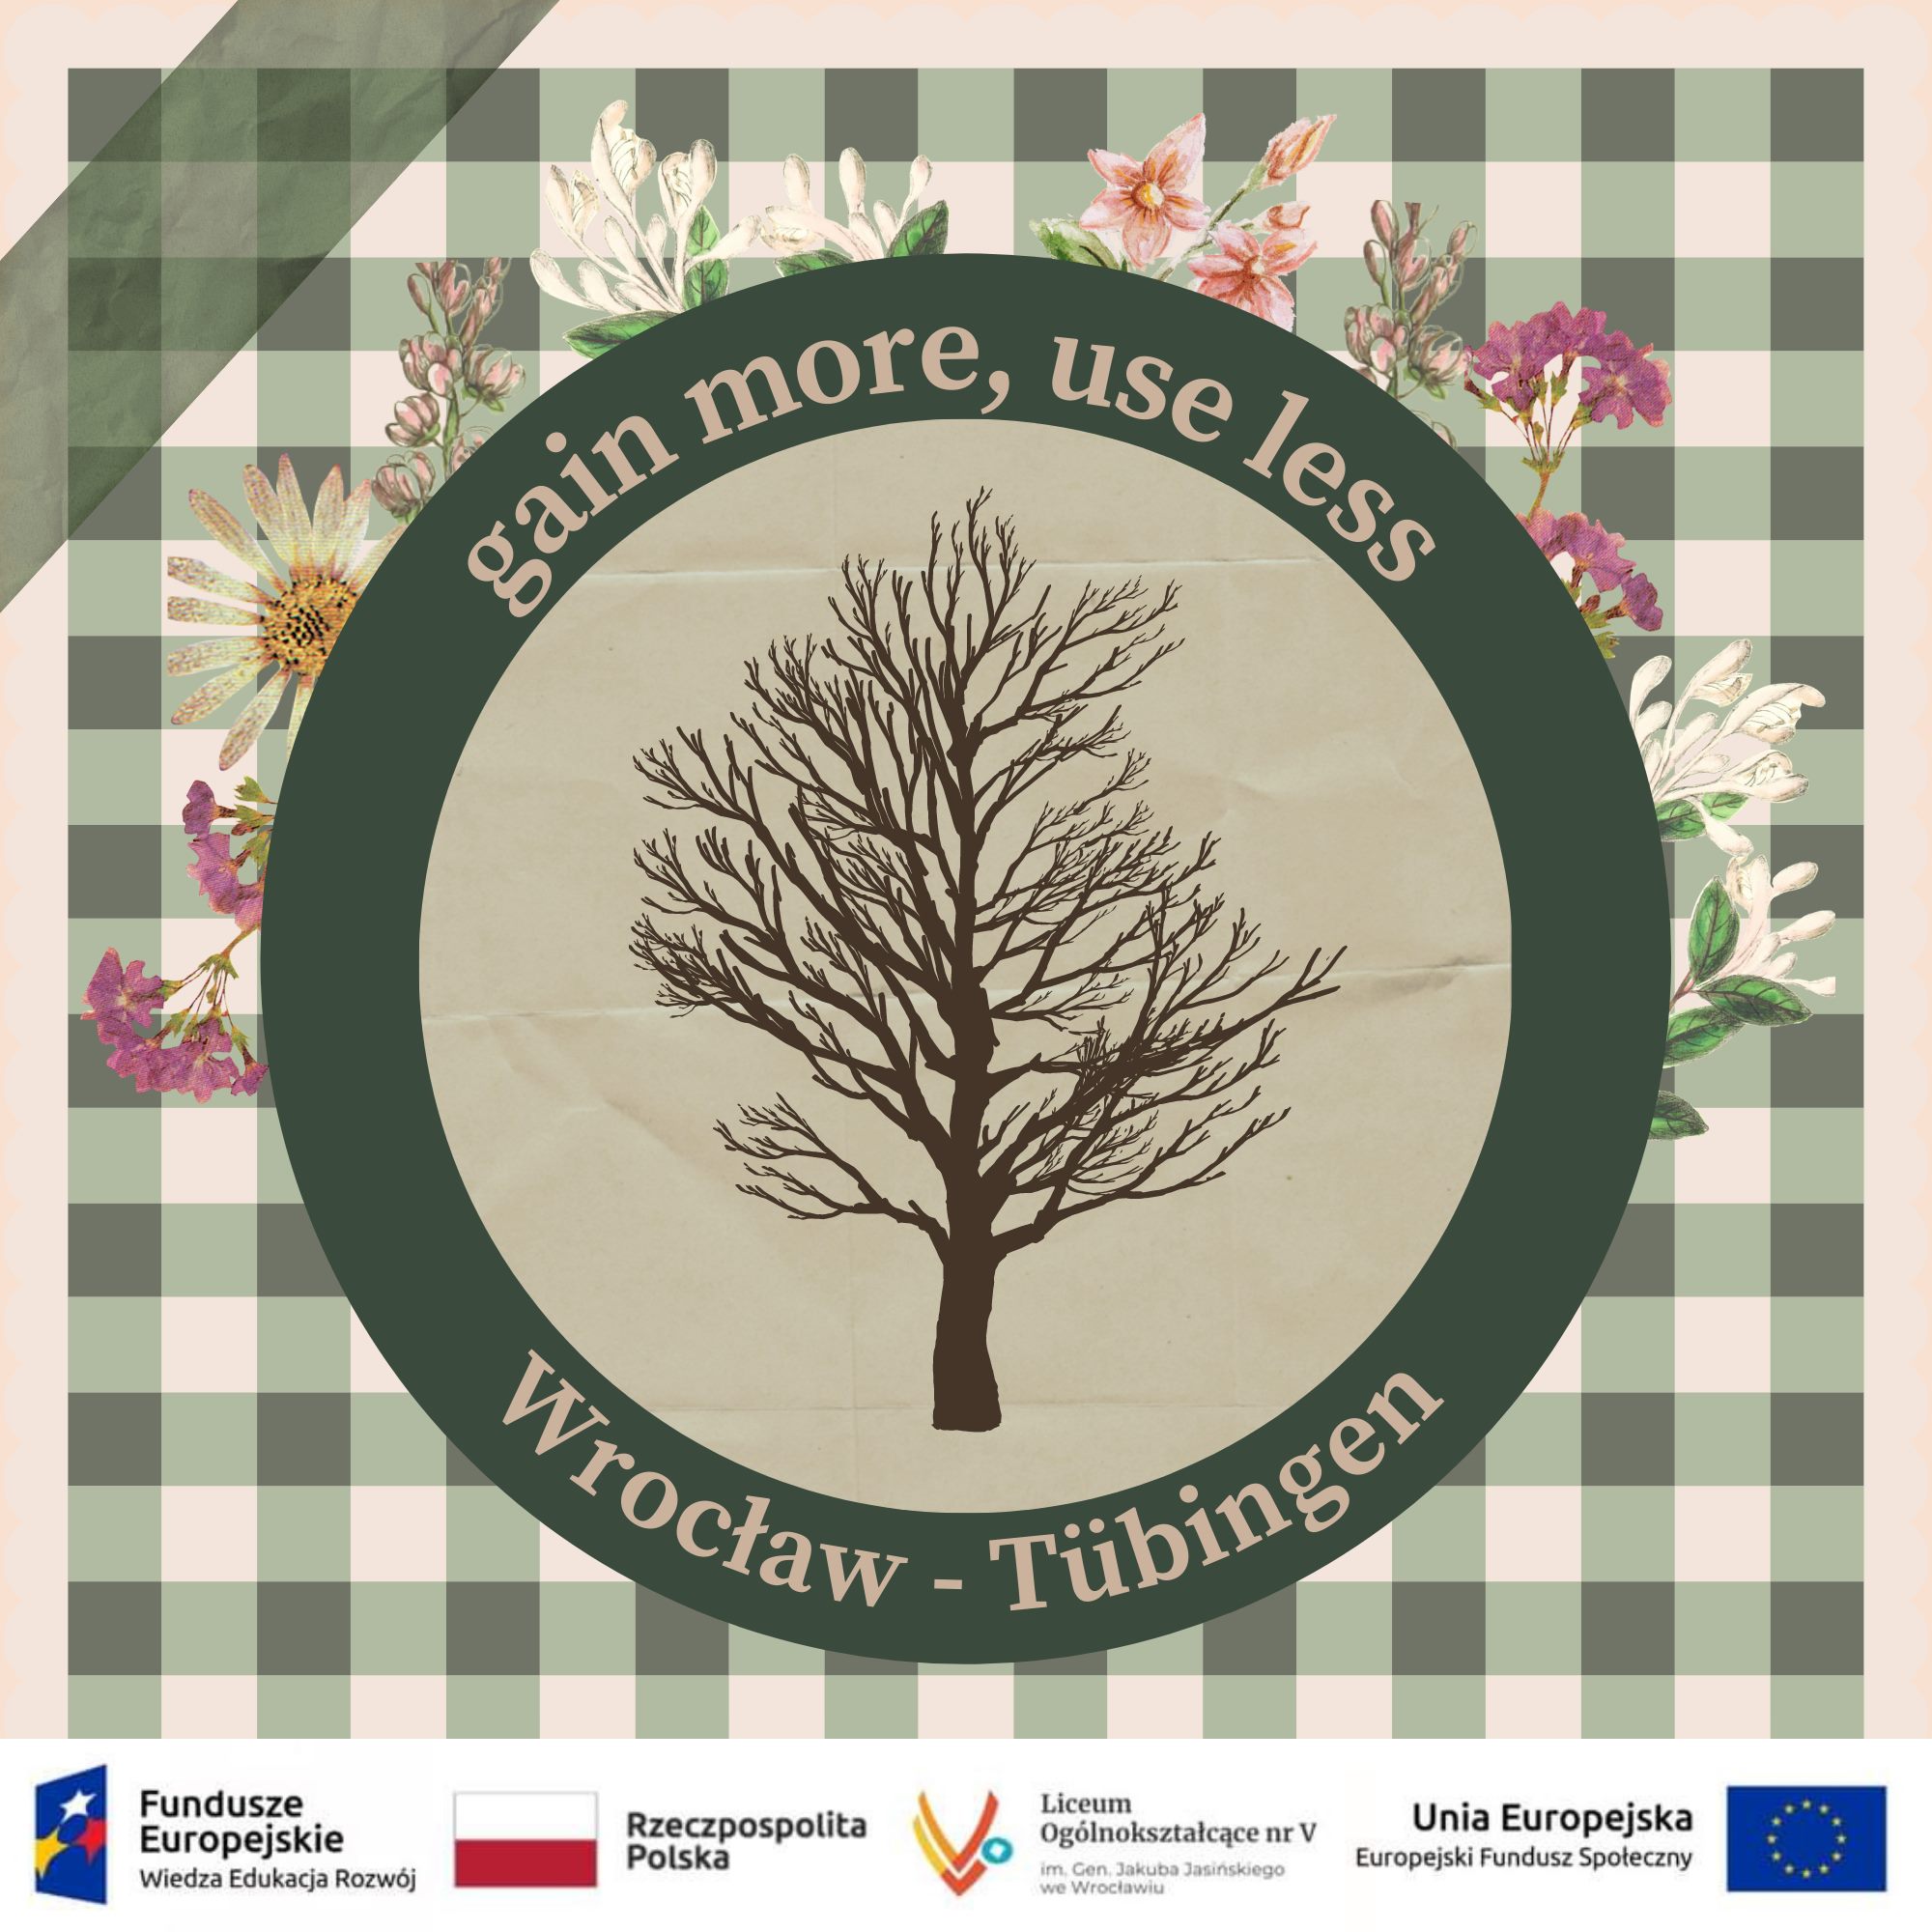 gain more, use less
Wrocław - Tübingen
Fundusze
Europejskie
Wiedza Edukacja Rozwój
Rzeczpospolita
Polska
Liceum
Ogólnokształcące nr V
im. Gen. Jakuba Jasińskiego
we Wrocławiu
Unia Europejska
Europejski Fundusz Społeczny